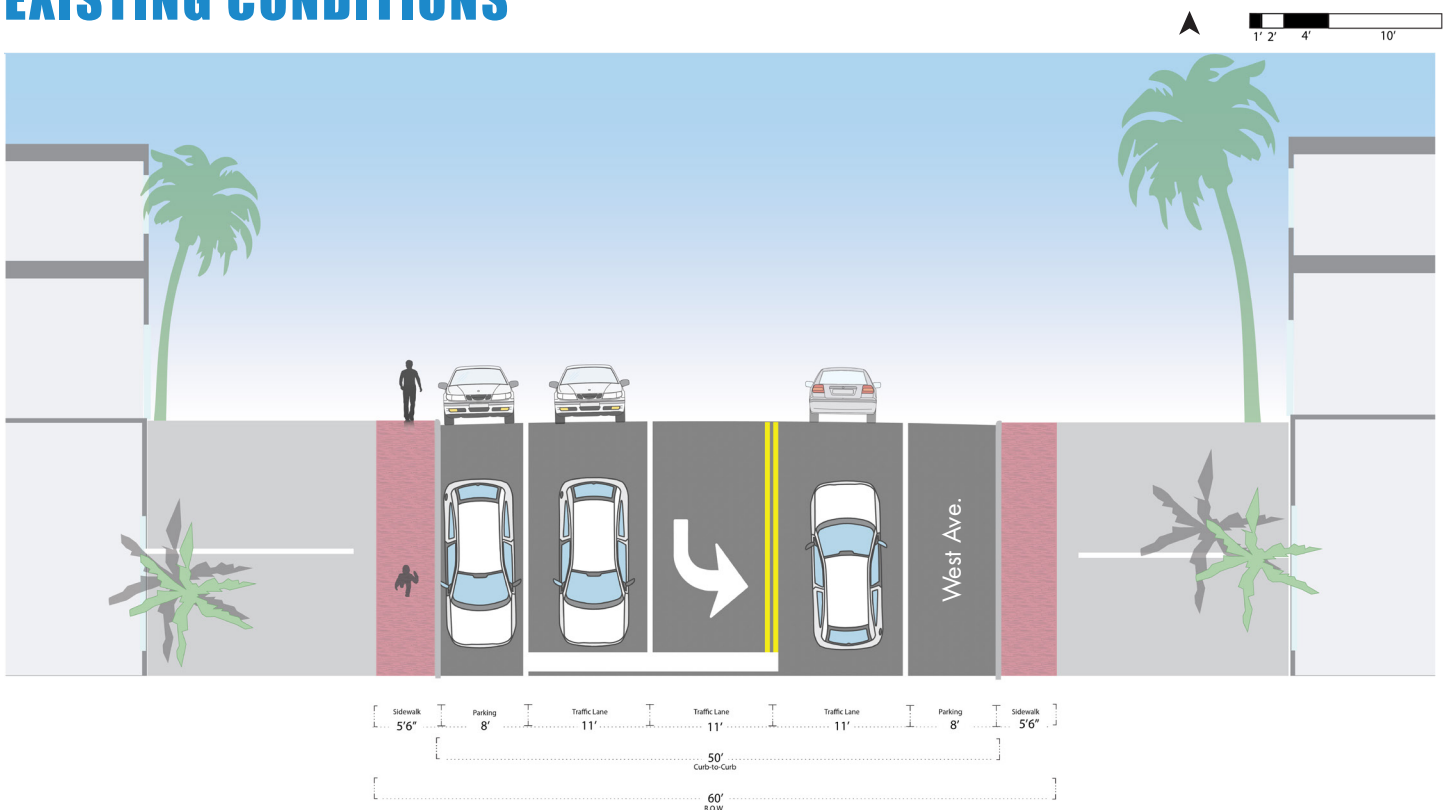 EXISTING CONDITIONS
1' 2' 4' 10'
West Ave.
Sidewalk Parking Traffic Lane Traffic Lane Traffic Lane Parking Sidewalk
5'6" 8' 11' 11' 11' 8' 5'6"
50'
Curb-to-Curb
60'
R.O.W.